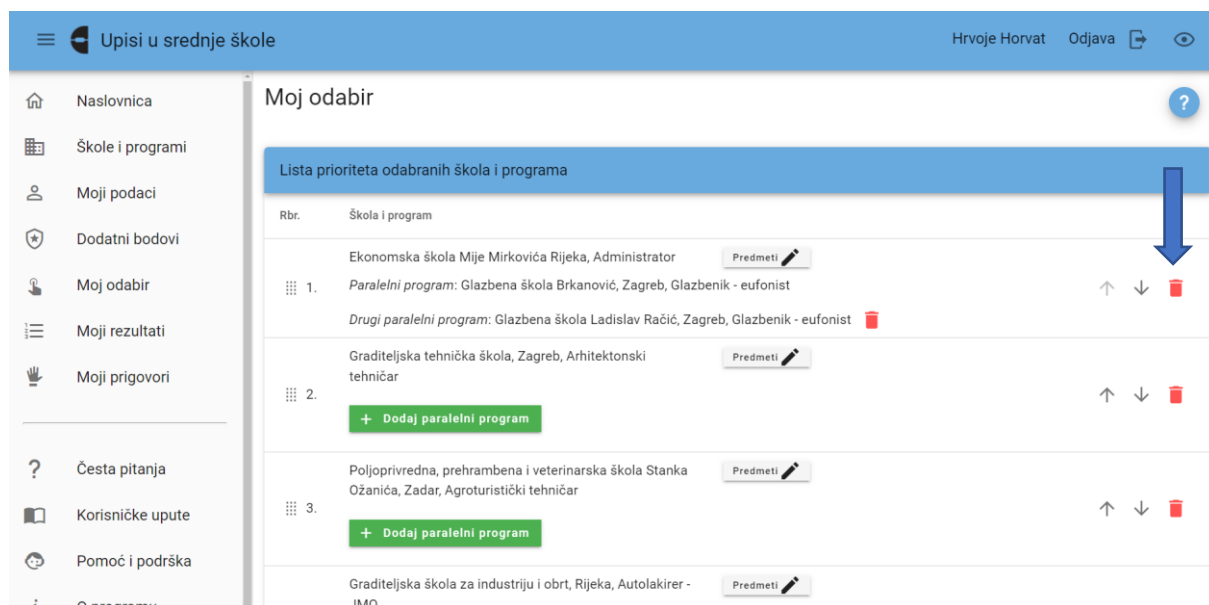 Upisi u srednje škole
Hrvoje Horvat
Odjava
Naslovnica
Škole i programi
Moji podaci
Dodatni bodovi
Moj odabir
Moji rezultati
Moji prigovori
Česta pitanja
Korisničke upute
Pomoć i podrška
O programu
Moj odabir
?
Lista prioriteta odabranih škola i programa
Rbr.
Škola i program
1.
Ekonomska škola Mije Mirkovića Rijeka, Administrator
Predmeti
Paralelni program: Glazbena škola Brkanović, Zagreb, Glazbenik - eufonist
Drugi paralelni program: Glazbena škola Ladislav Račić, Zagreb, Glazbenik - eufonist
2.
Graditeljska tehnička škola, Zagreb, Arhitektonski
tehničar
Predmeti
+ Dodaj paralelni program
3.
Poljoprivredna, prehrambena i veterinarska škola Stanka
Ožanića, Zadar, Agroturistički tehničar
Predmeti
+ Dodaj paralelni program
Graditeljska škola za industriju i obrt, Rijeka, Autolakirer -
JMO
Predmeti